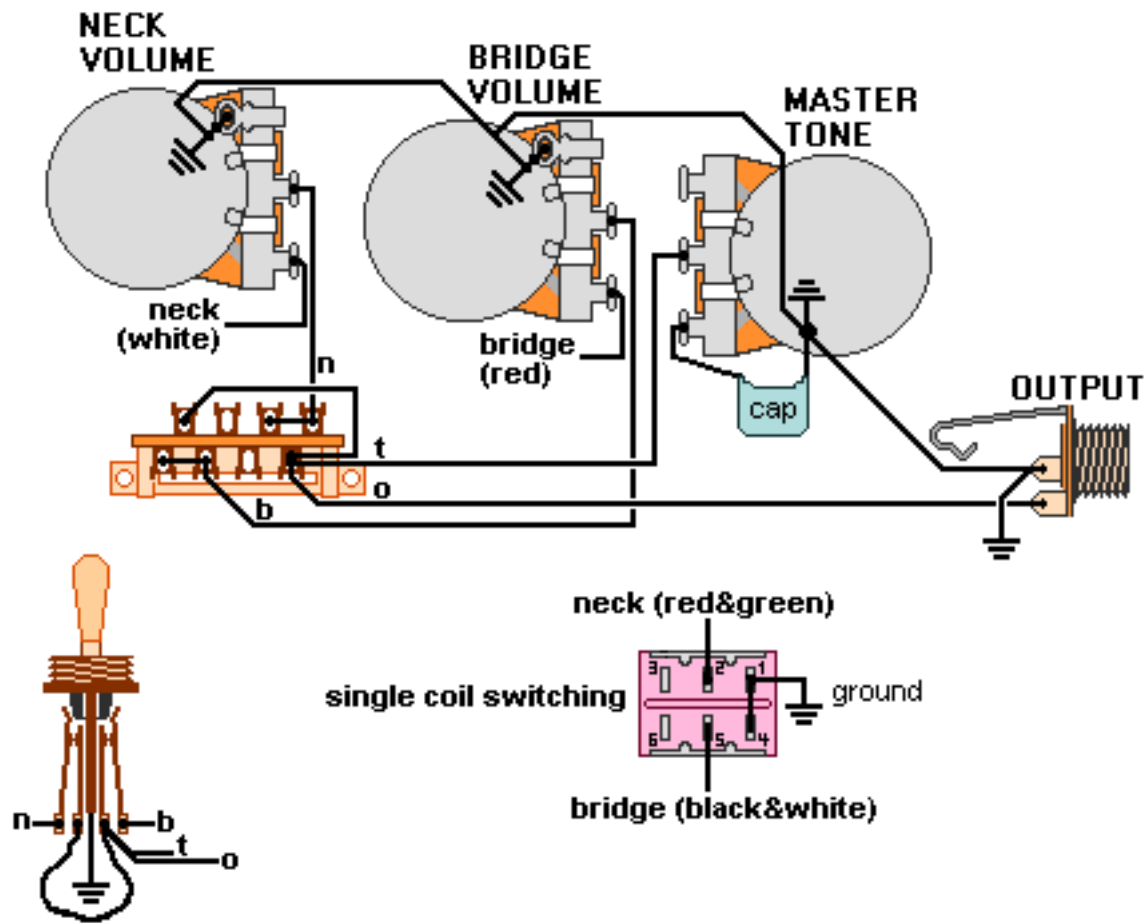 NECK
VOLUME
BRIDGE
VOLUME
MASTER
TONE
neck
(white)
bridge
(red)
n
cap
OUTPUT
t
o
b
neck (red&green)
3 2 1
single coil switching
ground
6 5 4
bridge (black&white)
n
b
t
o